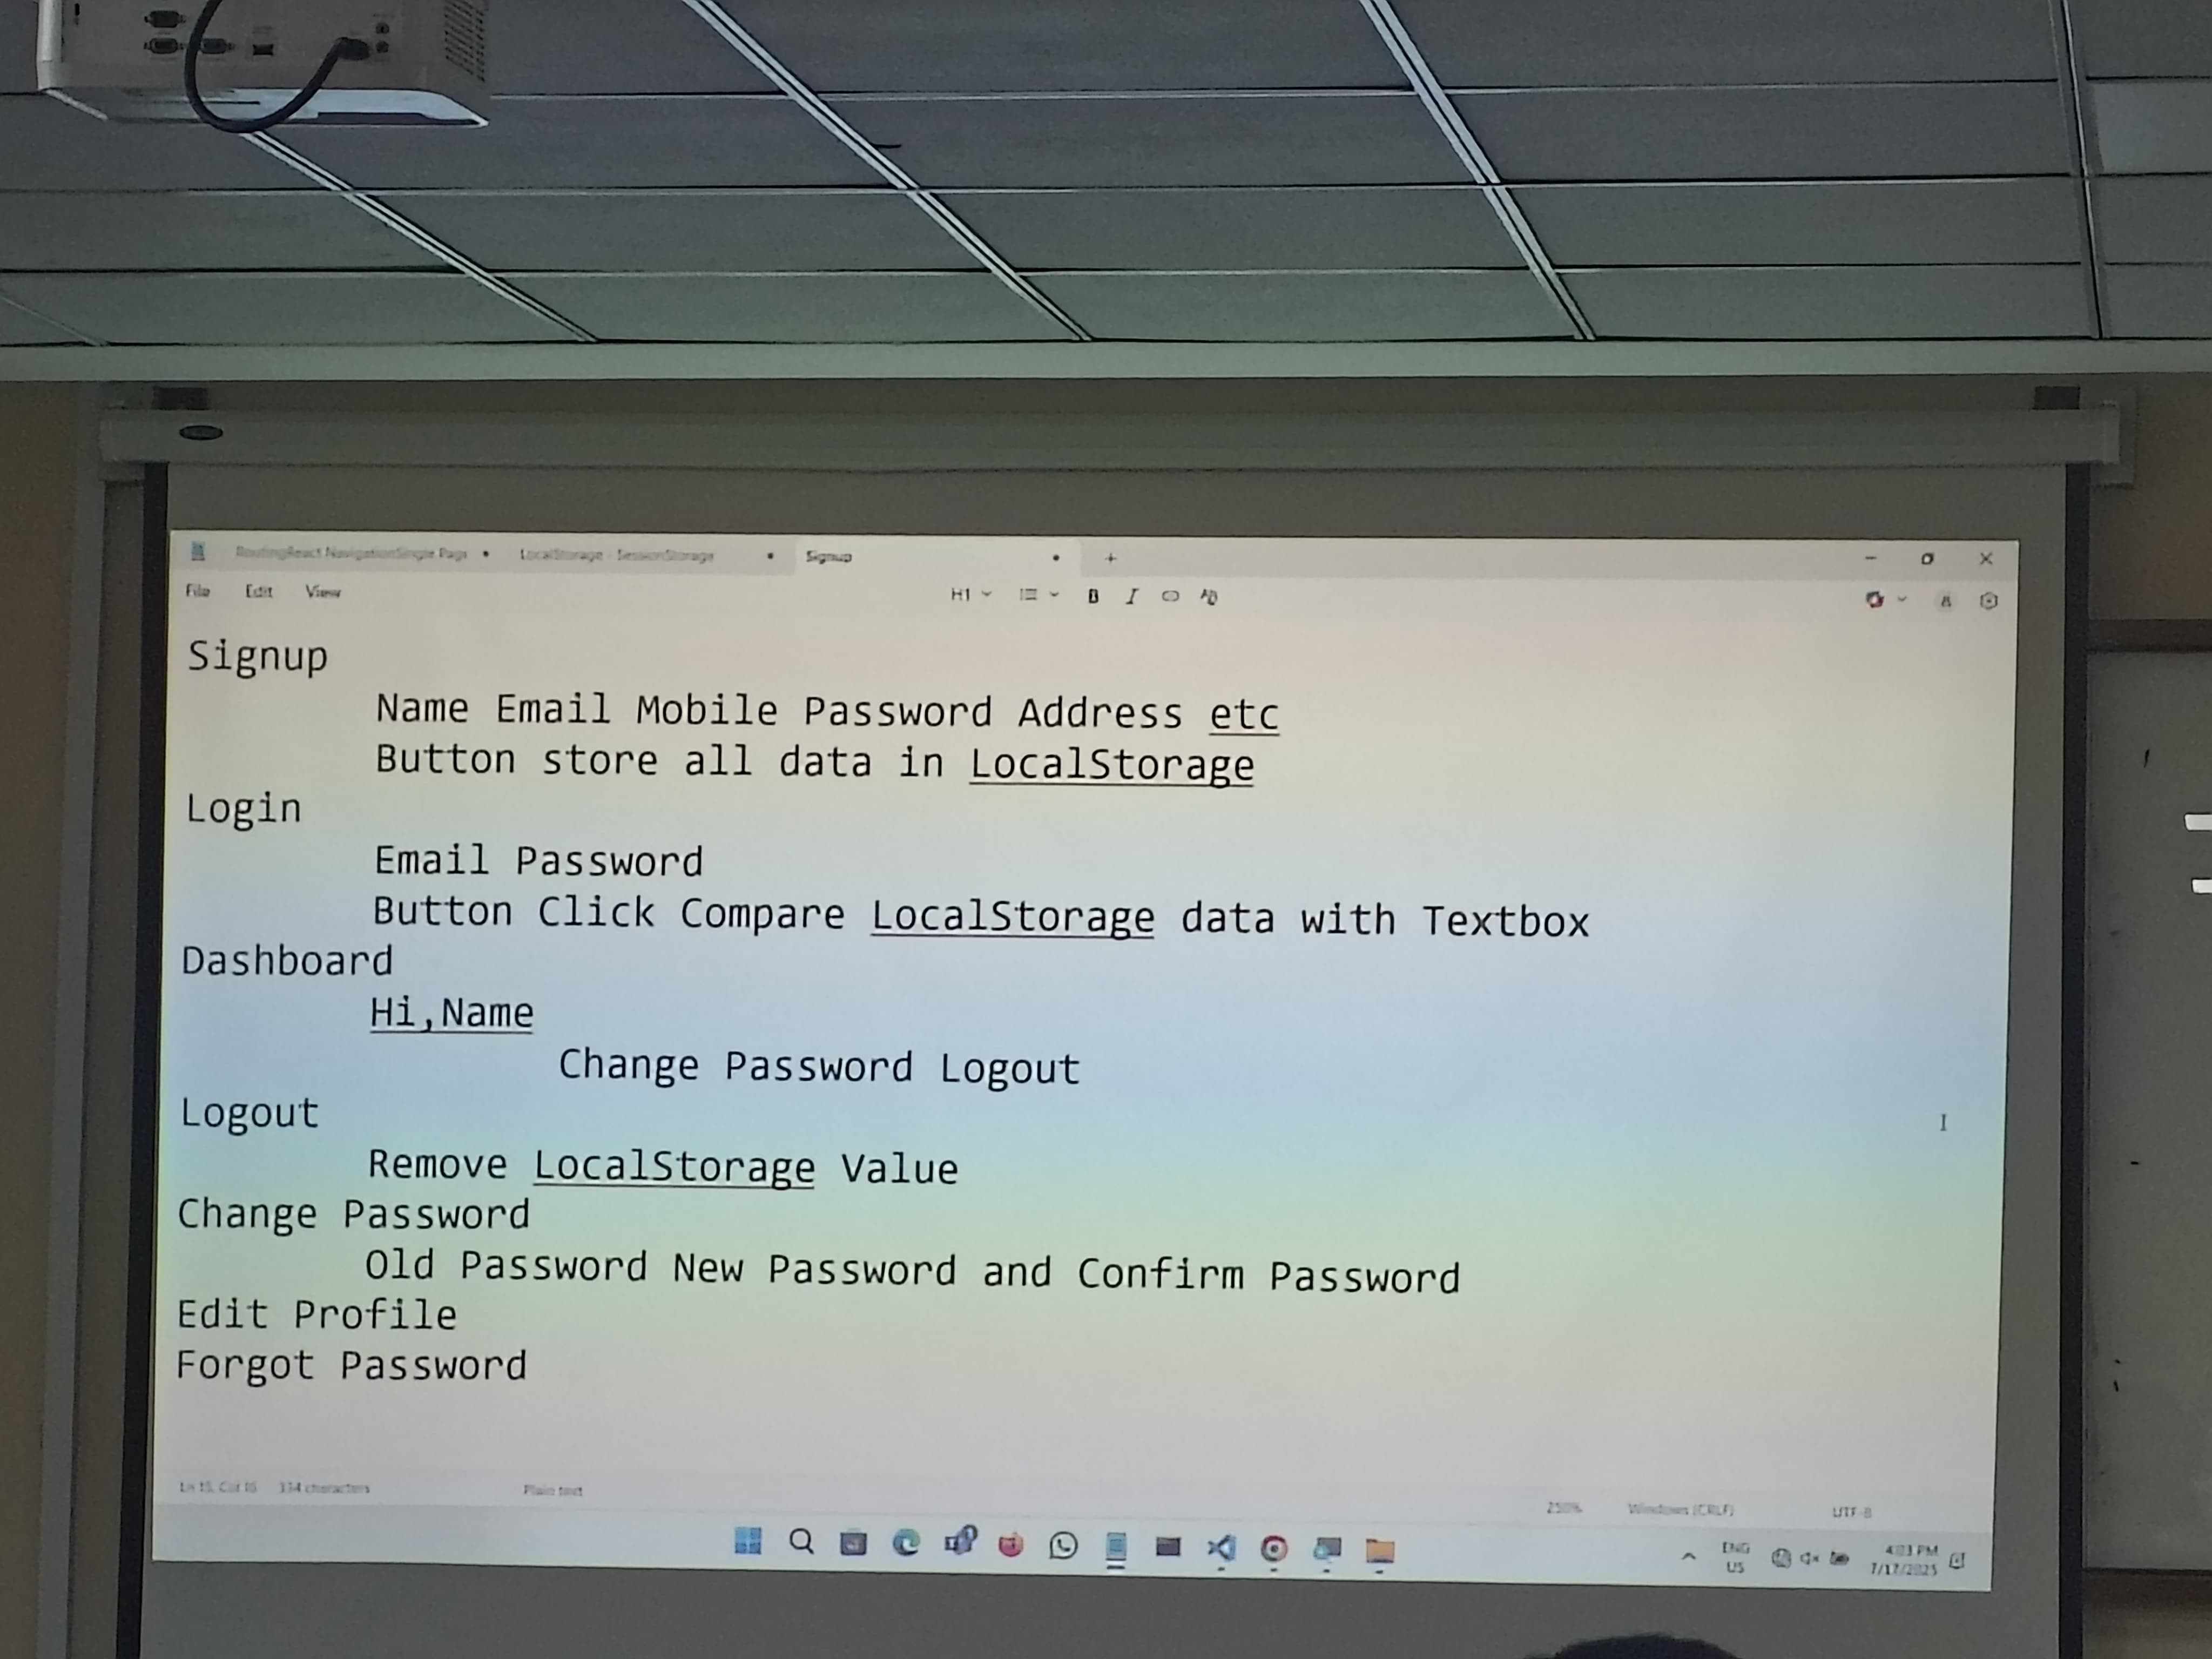 RoutingReact NavigationSingle Page
LocalStorage - SessionStorage
Signup
File Edit View
H1
Signup
Name Email Mobile Password Address etc
Button store all data in LocalStorage
Login
Email Password
Button Click Compare LocalStorage data with Textbox
Dashboard
Hi,Name
Change Password Logout
Logout
Remove LocalStorage Value
Change Password
Old Password New Password and Confirm Password
Edit Profile
Forgot Password
Ln 15, Col 16 334 characters
Plain text
250%
Windows (CRLF)
UTF-8
ENG
US
4:03 PM
7/17/2025